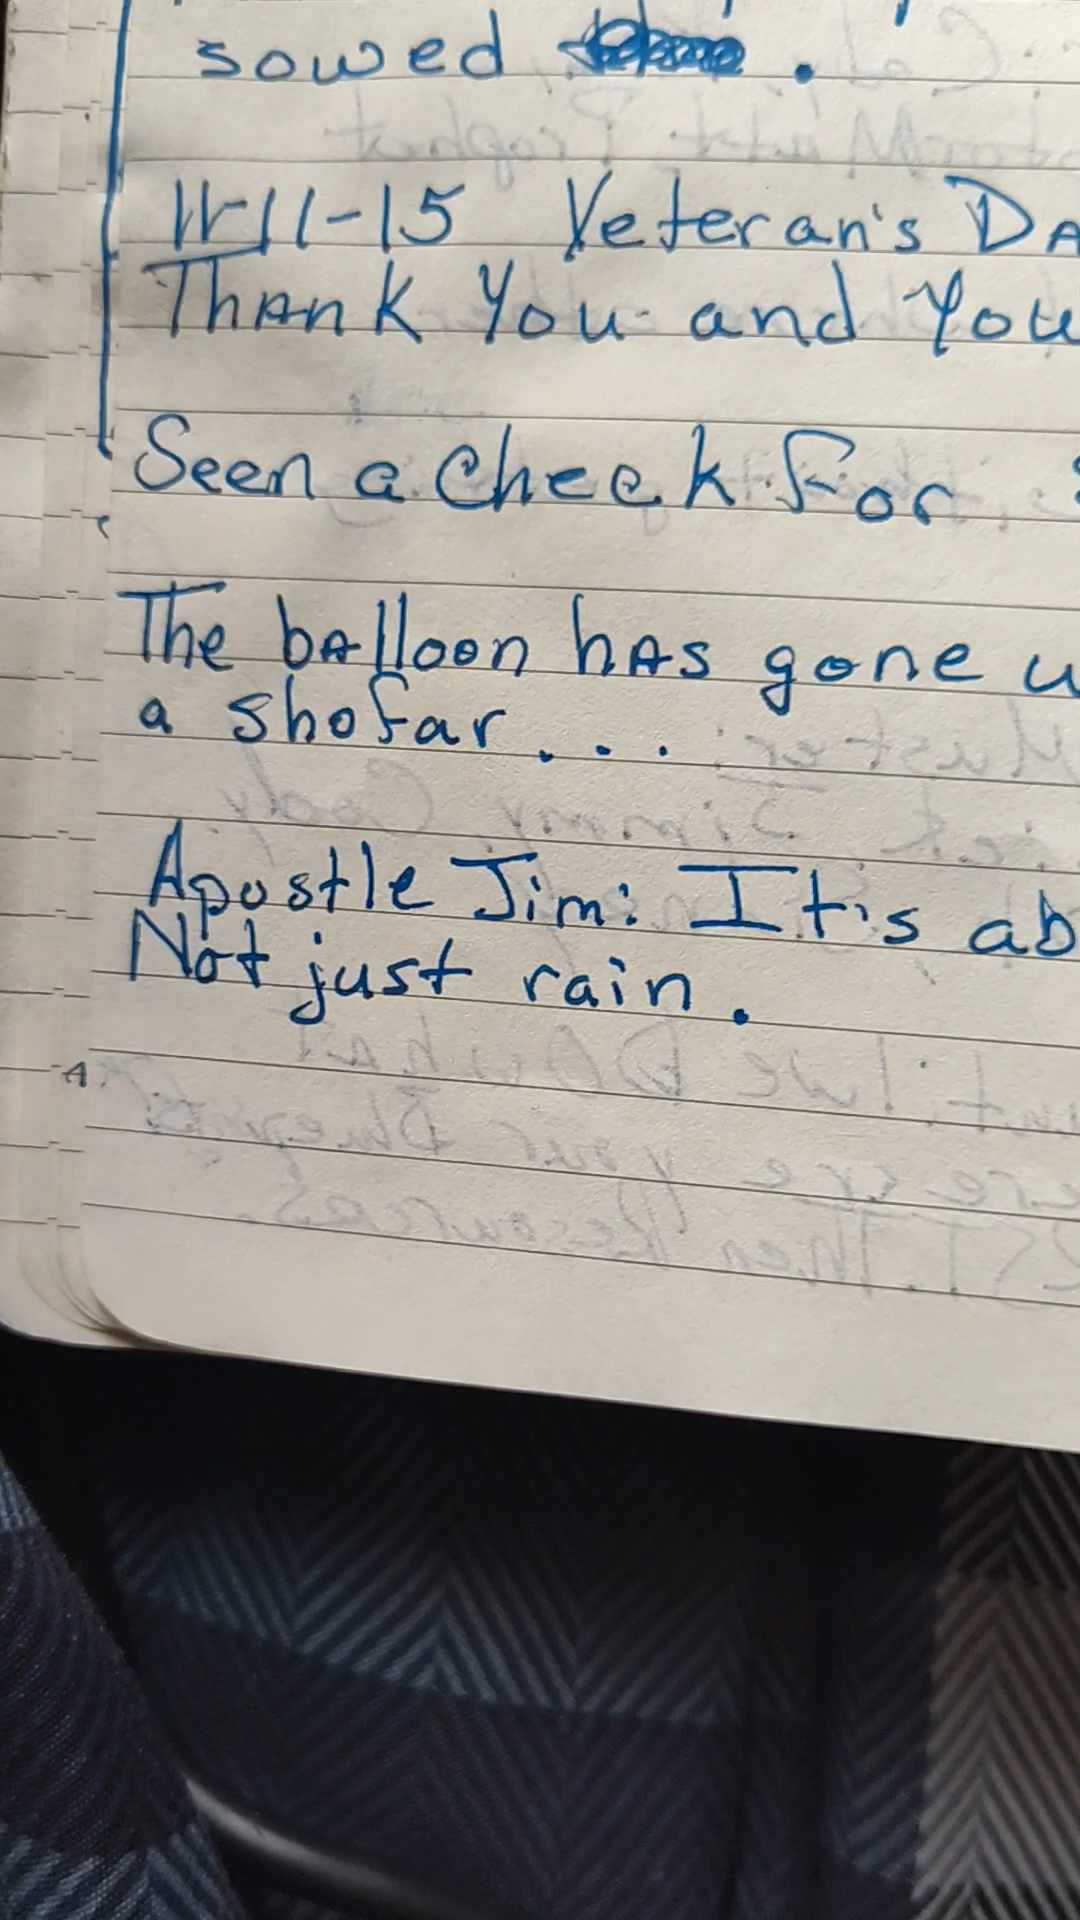 sowed .
11-11-15 Veteran's DA
Thank You and You
Seen a Check For
The balloon has gone u
a shofar....
Apostle Jim: It's ab
Not just rain.